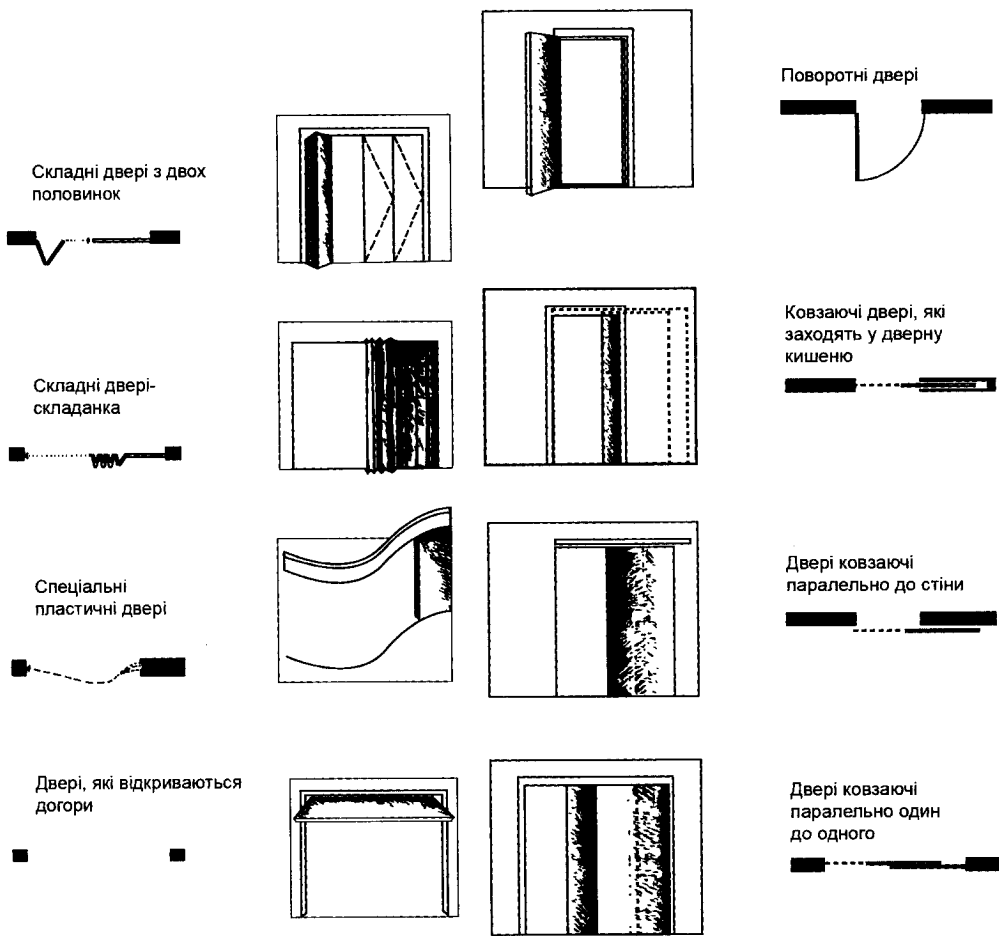 Складні двері з двох
половинок
Складні двері-
складанка
Спеціальні
пластичні двері
Двері, які відкриваються
догори
Поворотні двері
Ковзаючі двері, які
заходять у дверну
кишеню
Двері ковзаючі
паралельно до стіни
Двері ковзаючі
паралельно один
до одного